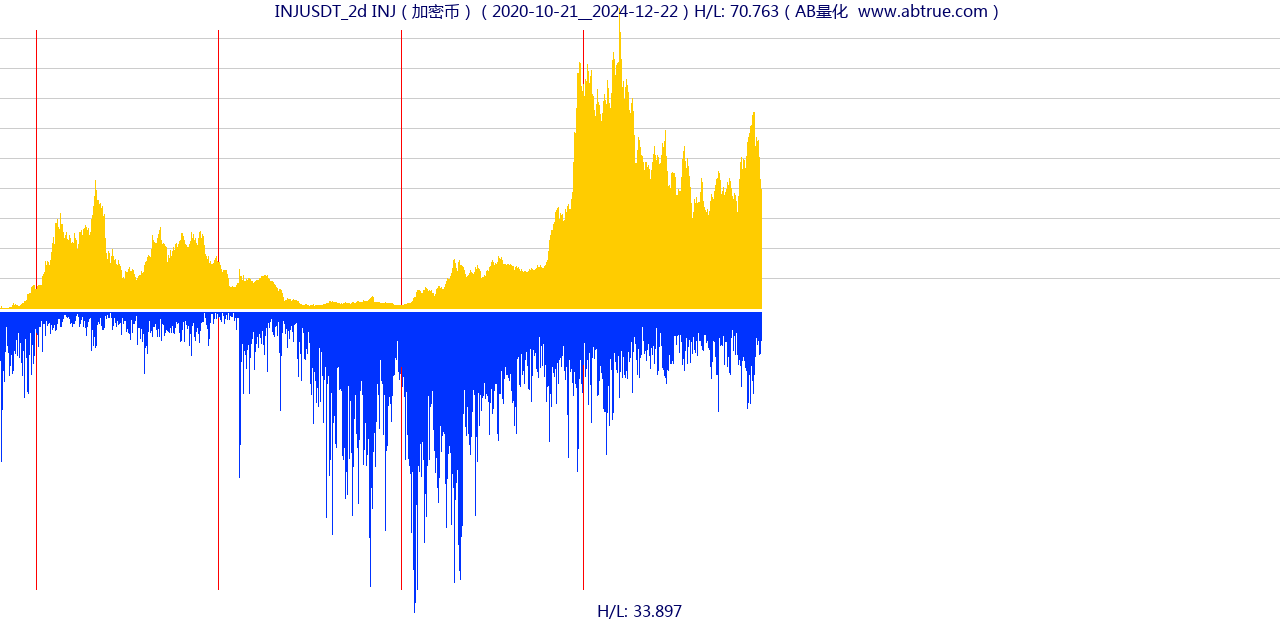 INJUSDT_2d INJ ( 加密币 ) ( 2020-10-21__2024-12-22 ) H/L: 70.763 ( AB量化  www.abtrue.com )
H/L: 33.897